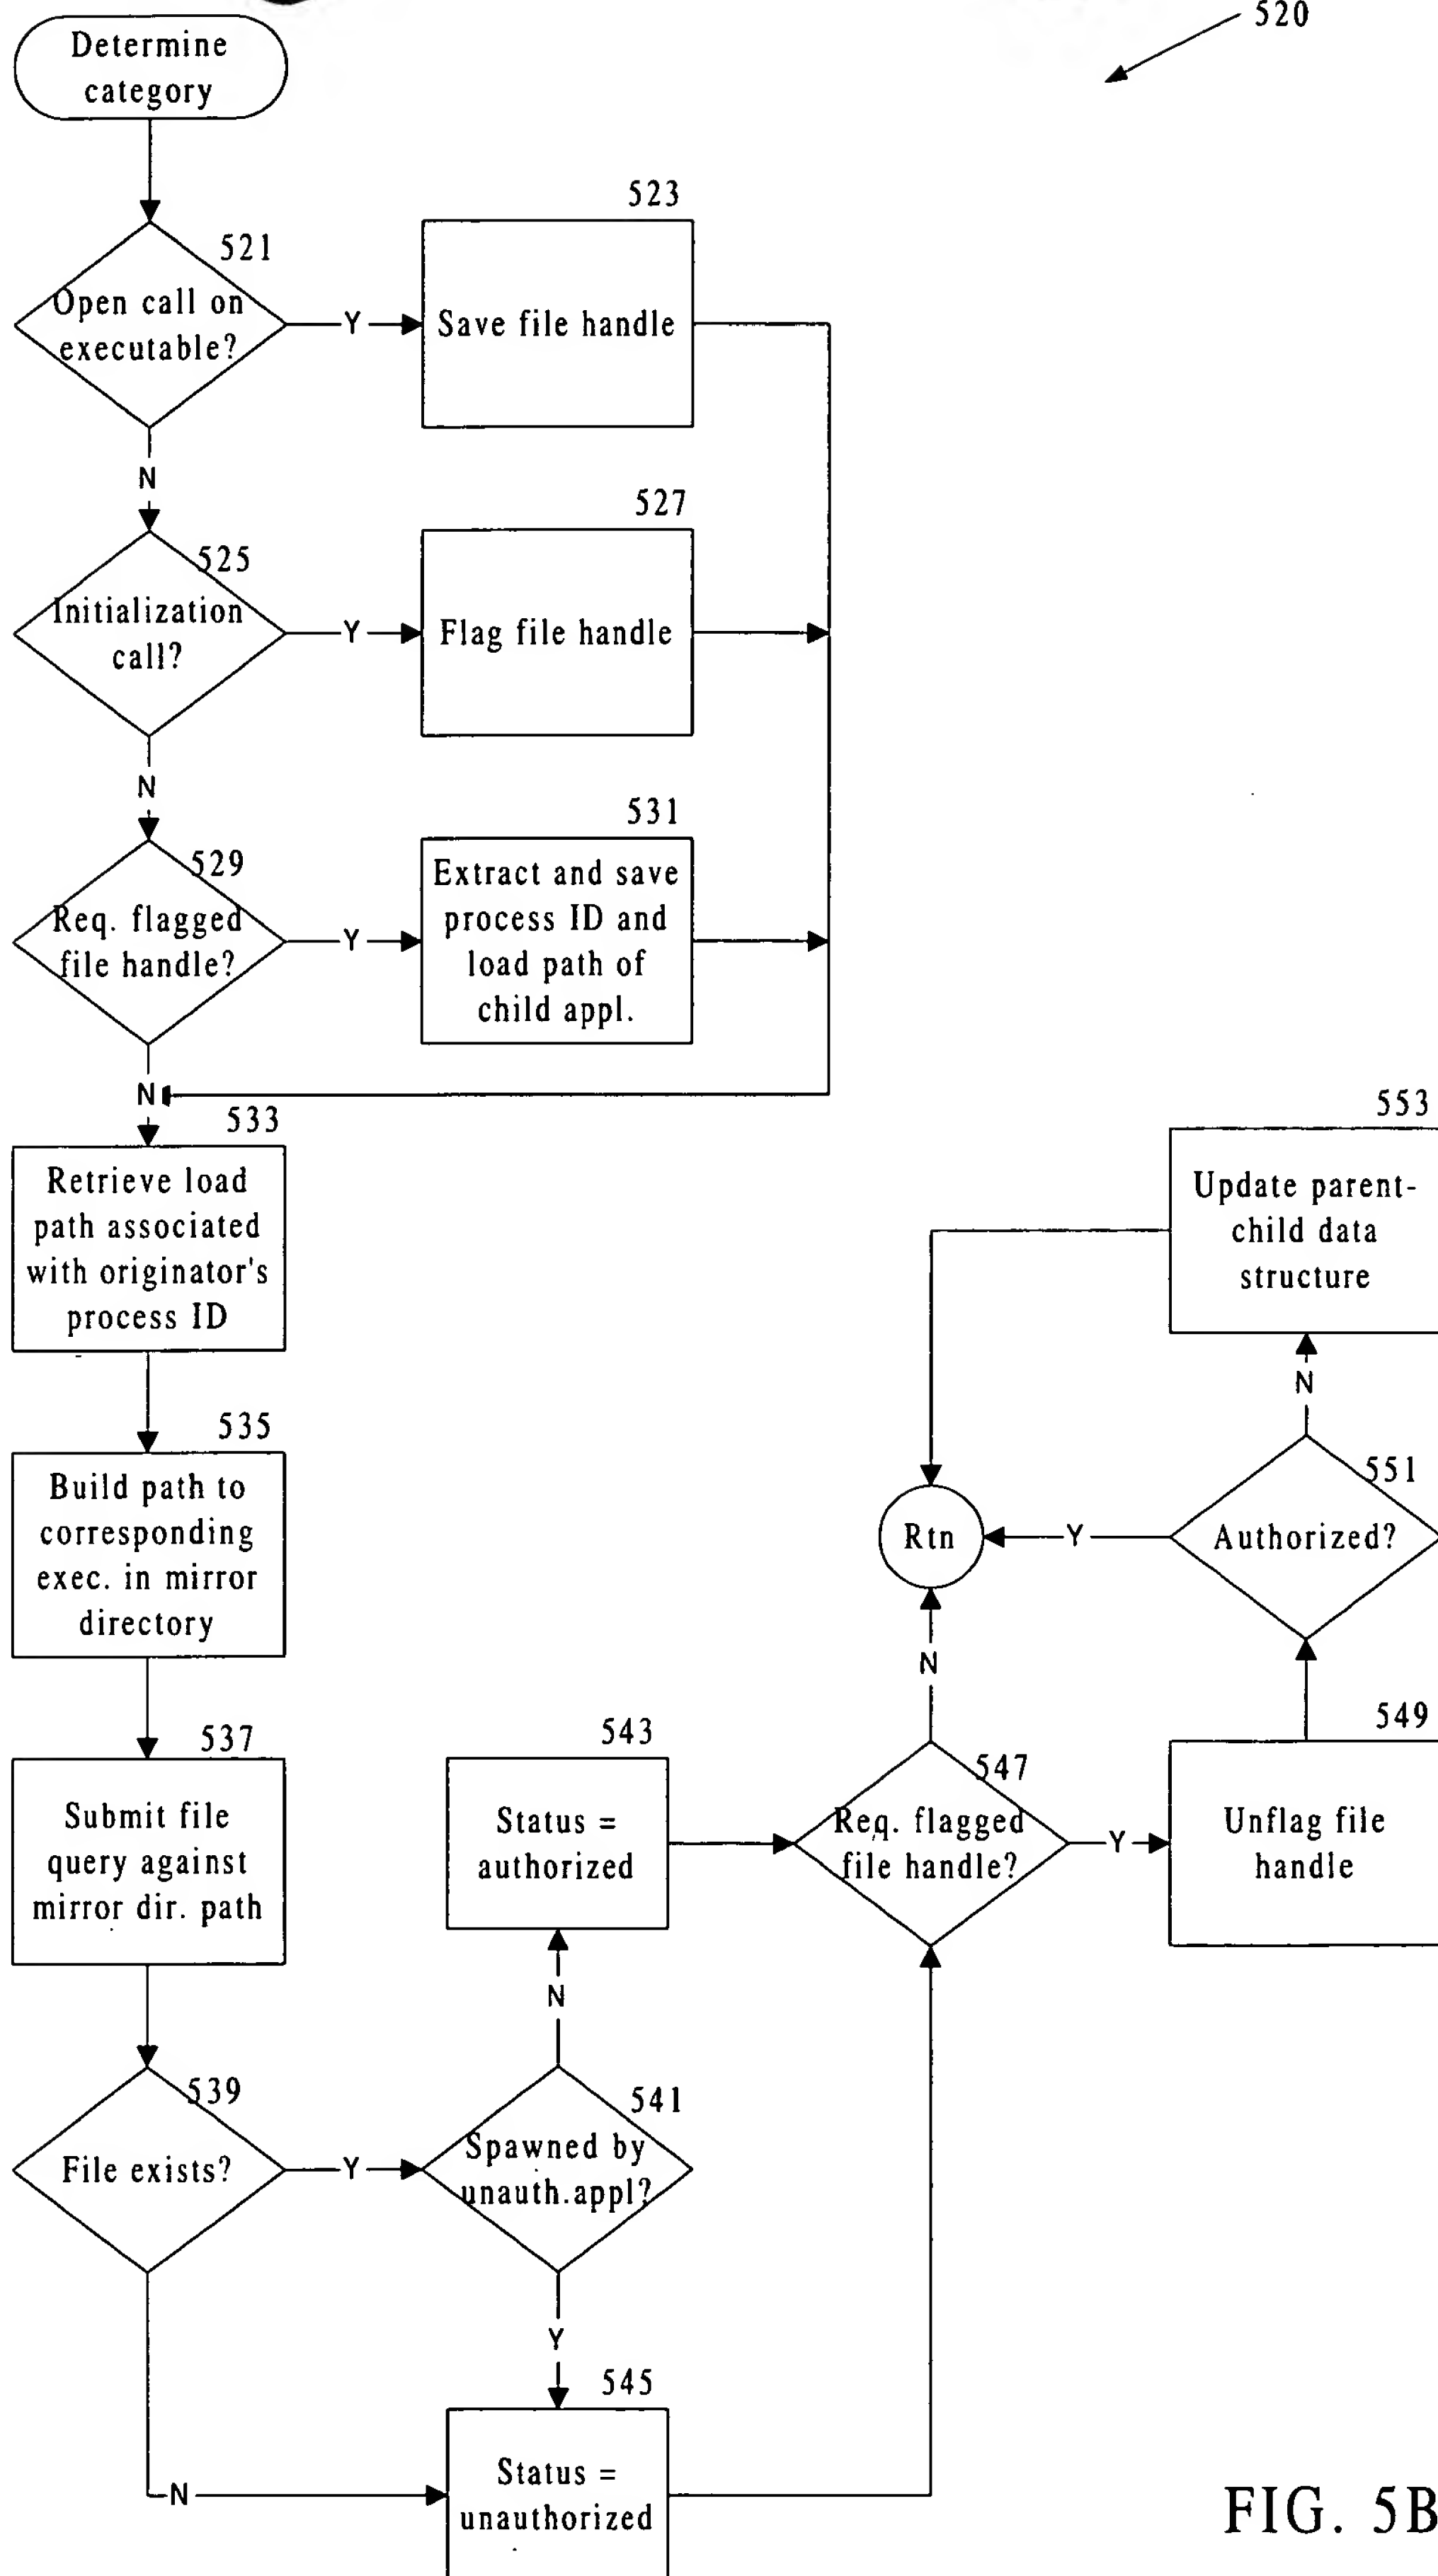 520
Determine
category
523
521
Open call on
executable?
Y
Save file handle
N
527
525
Initialization
call?
Y
Flag file handle
N
531
529
Req. flagged
file handle?
Y
Extract and save
process ID and
load path of
child appl.
N
533
Retrieve load
path associated
with originator's
process ID
535
Build path to
corresponding
exec. in mirror
directory
537
Submit file
query against
mirror dir. path
539
File exists?
Y
N
541
Spawned by
unauth.appl?
N
Y
543
Status =
authorized
545
Status =
unauthorized
547
Req. flagged
file handle?
N
Y
549
Unflag file
handle
551
Authorized?
Y
N
553
Update parent-
child data
structure
Rtn
FIG. 5B